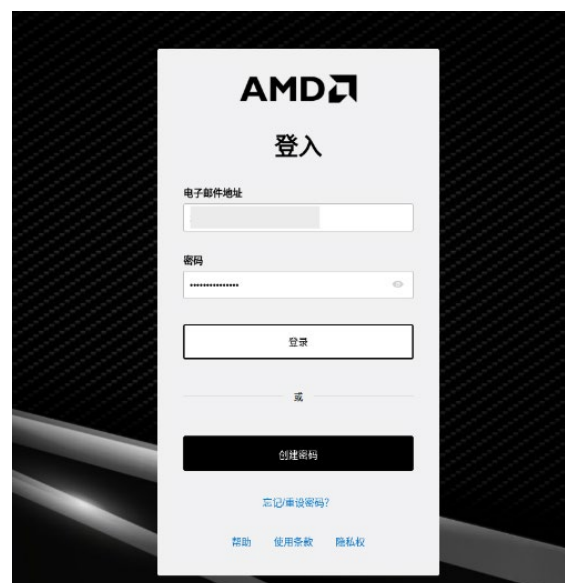 AMD
登入
电子邮件地址
密码
登录
或
创建密码
忘记/重设密码?
帮助 使用条款 隐私权